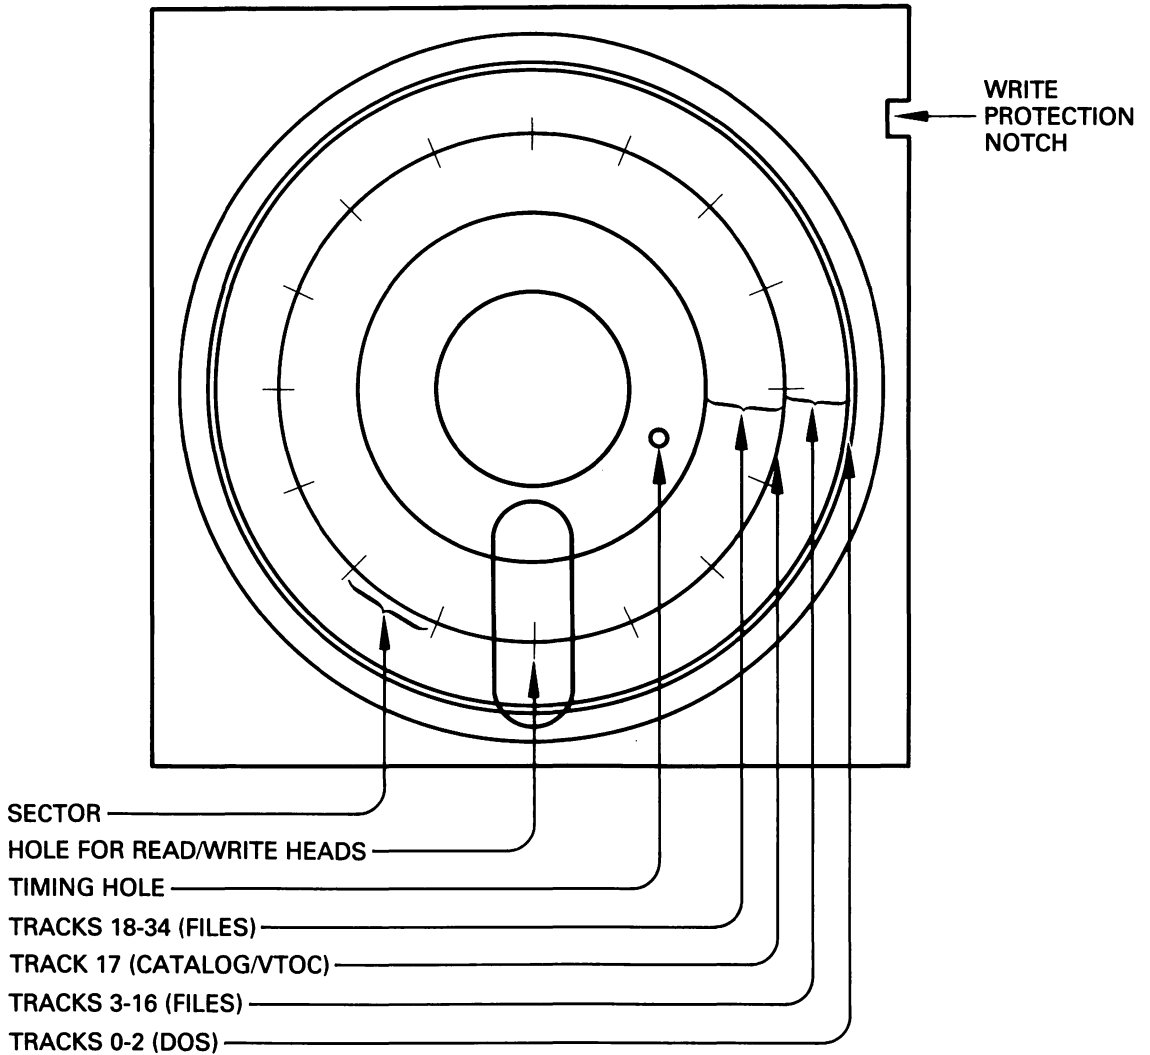 WRITE
PROTECTION
NOTCH
SECTOR
HOLE FOR READ/WRITE HEADS
TIMING HOLE
TRACKS 18-34 (FILES)
TRACK 17 (CATALOG/VTOC)
TRACKS 3-16 (FILES)
TRACKS 0-2 (DOS)